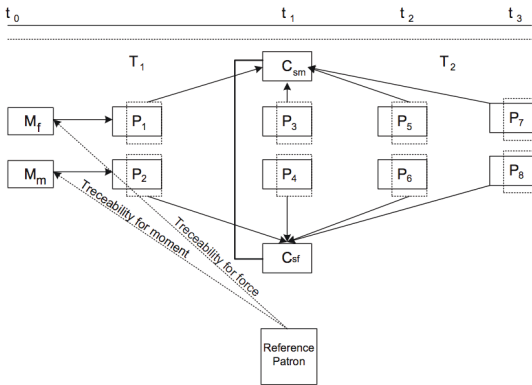 t0 t1 t2 t3
T1 Csm T2
Mf P1 P3 P5 P7
Mm P2 P4 P6 P8
Treceability for force
Treceability for moment
Csf
Reference
Patron